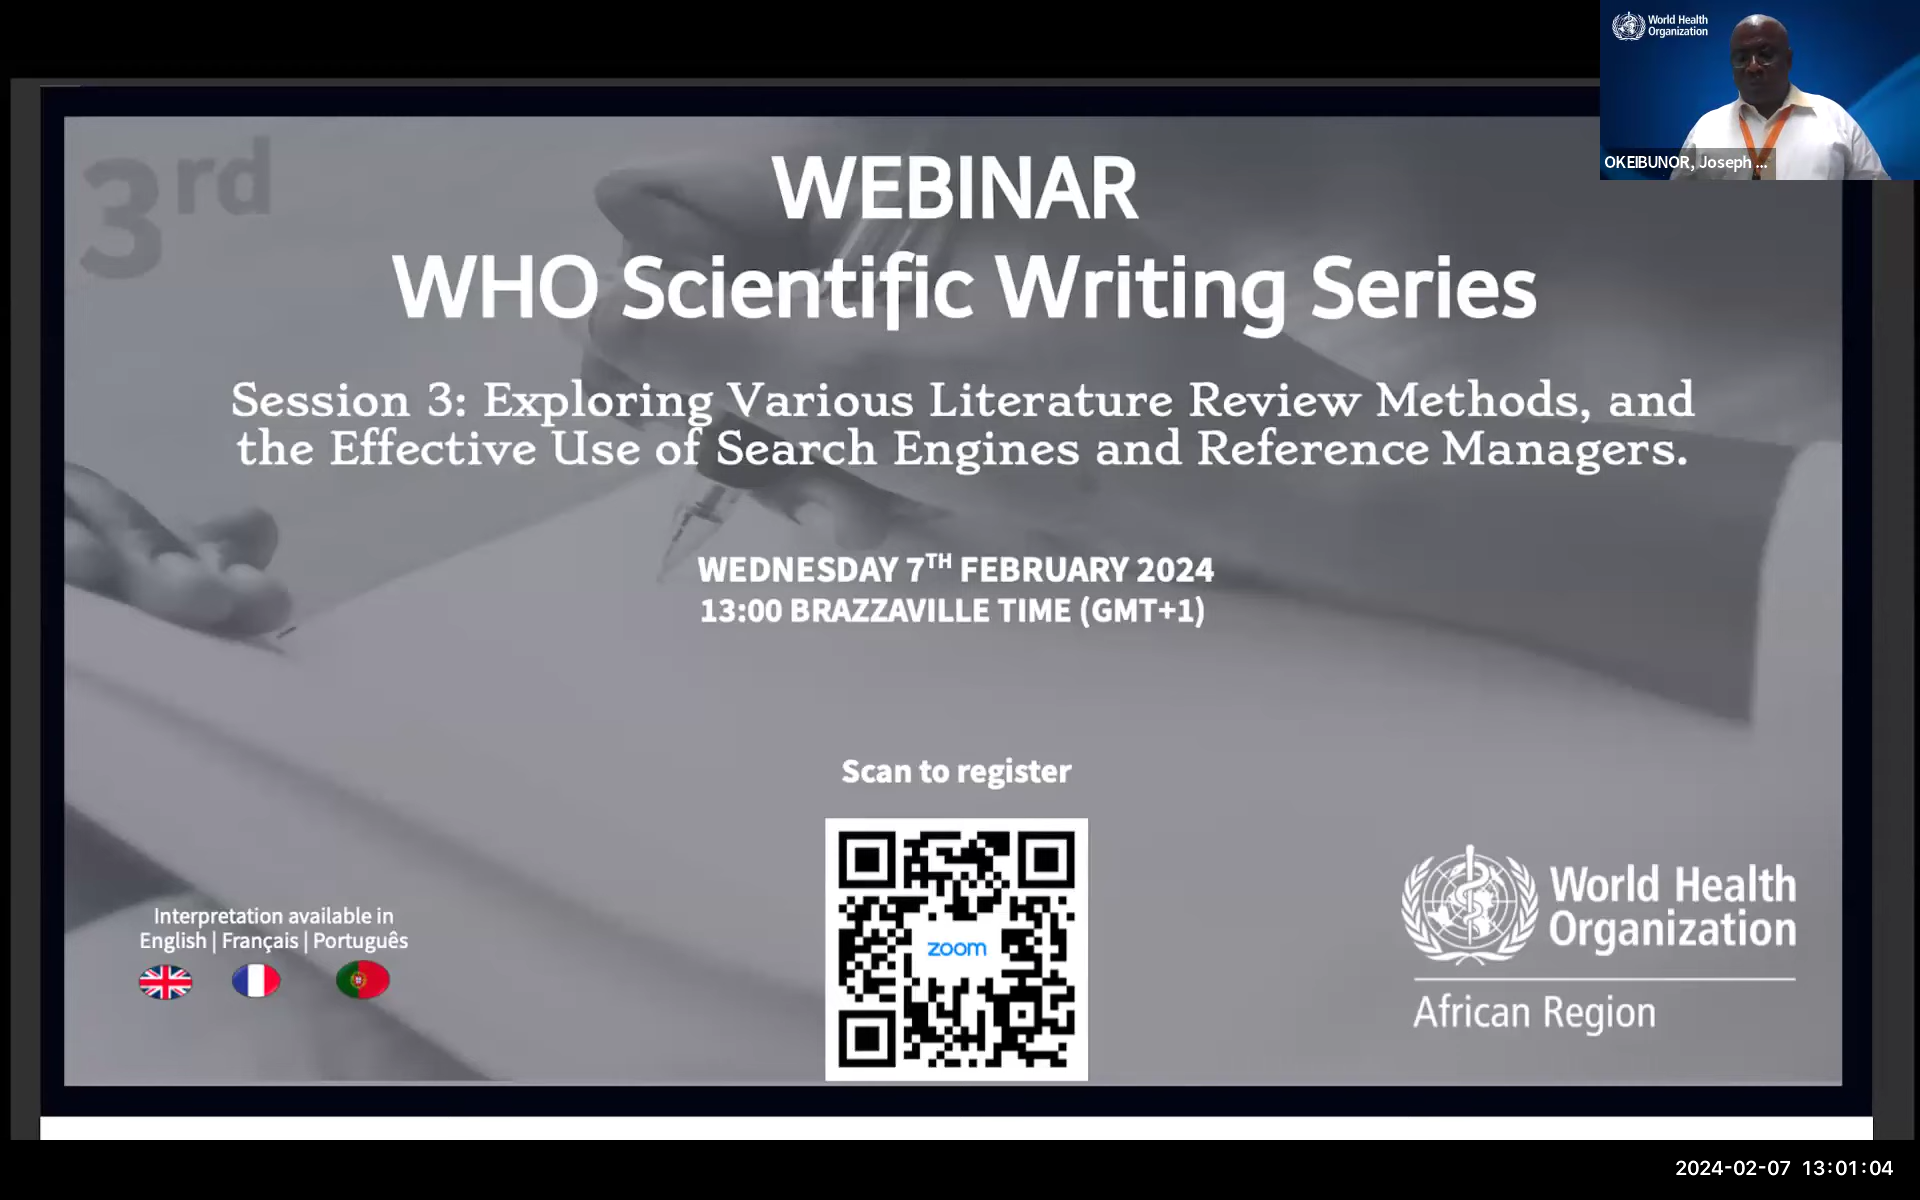 World Health
Organization
OKEIBUNOR, Joseph ...
3rd
WEBINAR
WHO Scientific Writing Series
Session 3: Exploring Various Literature Review Methods, and
the Effective Use of Search Engines and Reference Managers.
WEDNESDAY 7TH FEBRUARY 2024
13:00 BRAZZAVILLE TIME (GMT+1)
Scan to register
zoom
Interpretation available in
English | Français | Português
World Health
Organization
African Region
2024-02-07 13:01:04